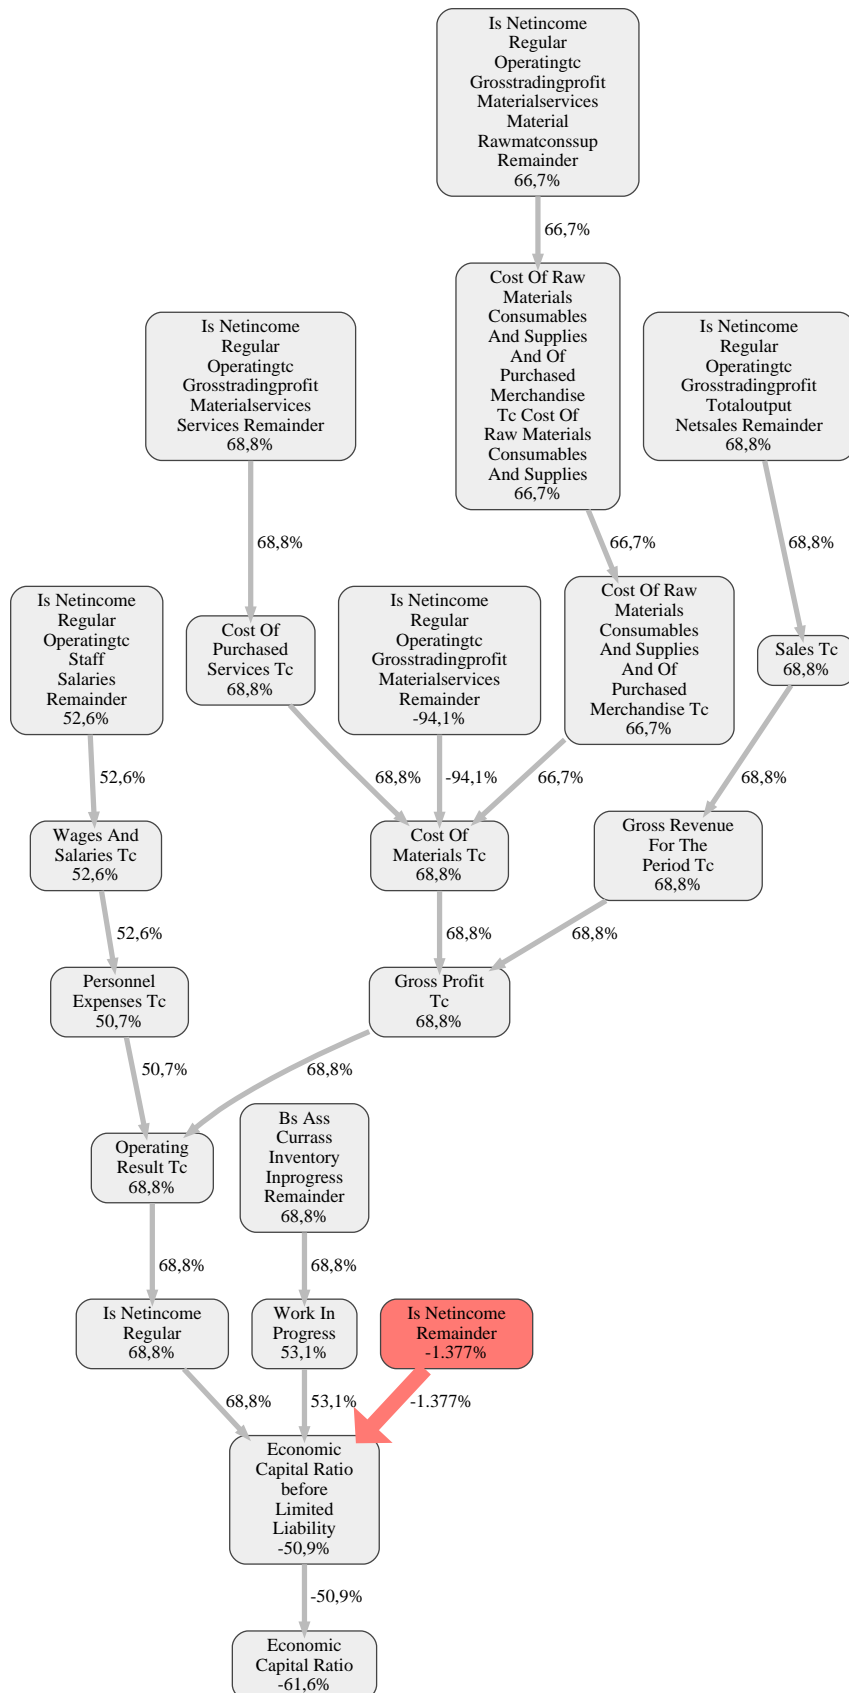 Is Netincome
Regular
Operatingtc
Grosstradingprofit
Materialservices
Material
Rawmatconssup
Remainder
66,7%
66,7%
Cost Of Raw
Materials
Consumables
And Supplies
And Of
Purchased
Merchandise
Tc Cost Of
Raw Materials
Consumables
And Supplies
66,7%
Is Netincome
Regular
Operatingtc
Grosstradingprofit
Materialservices
Services Remainder
68,8%
Is Netincome
Regular
Operatingtc
Grosstradingprofit
Totaloutput
Netsales Remainder
68,8%
68,8%
66,7%
68,8%
Is Netincome
Regular
Operatingtc
Staff
Salaries
Remainder
52,6%
Cost Of
Purchased
Services Tc
68,8%
Is Netincome
Regular
Operatingtc
Grosstradingprofit
Materialservices
Remainder
-94,1%
Cost Of Raw
Materials
Consumables
And Supplies
And Of
Purchased
Merchandise Tc
66,7%
Sales Tc
68,8%
52,6%
68,8%
-94,1%
66,7%
68,8%
Wages And
Salaries Tc
52,6%
Cost Of
Materials Tc
68,8%
Gross Revenue
For The
Period Tc
68,8%
52,6%
68,8%
68,8%
Personnel
Expenses Tc
50,7%
Gross Profit
Tc
68,8%
50,7%
68,8%
Operating
Result Tc
68,8%
Bs Ass
Currass
Inventory
Inprogress
Remainder
68,8%
68,8%
68,8%
Is Netincome
Regular
68,8%
Work In
Progress
53,1%
Is Netincome
Remainder
-1.377%
68,8%
53,1%
-1.377%
Economic
Capital Ratio
before
Limited
Liability
-50,9%
-50,9%
Economic
Capital Ratio
-61,6%